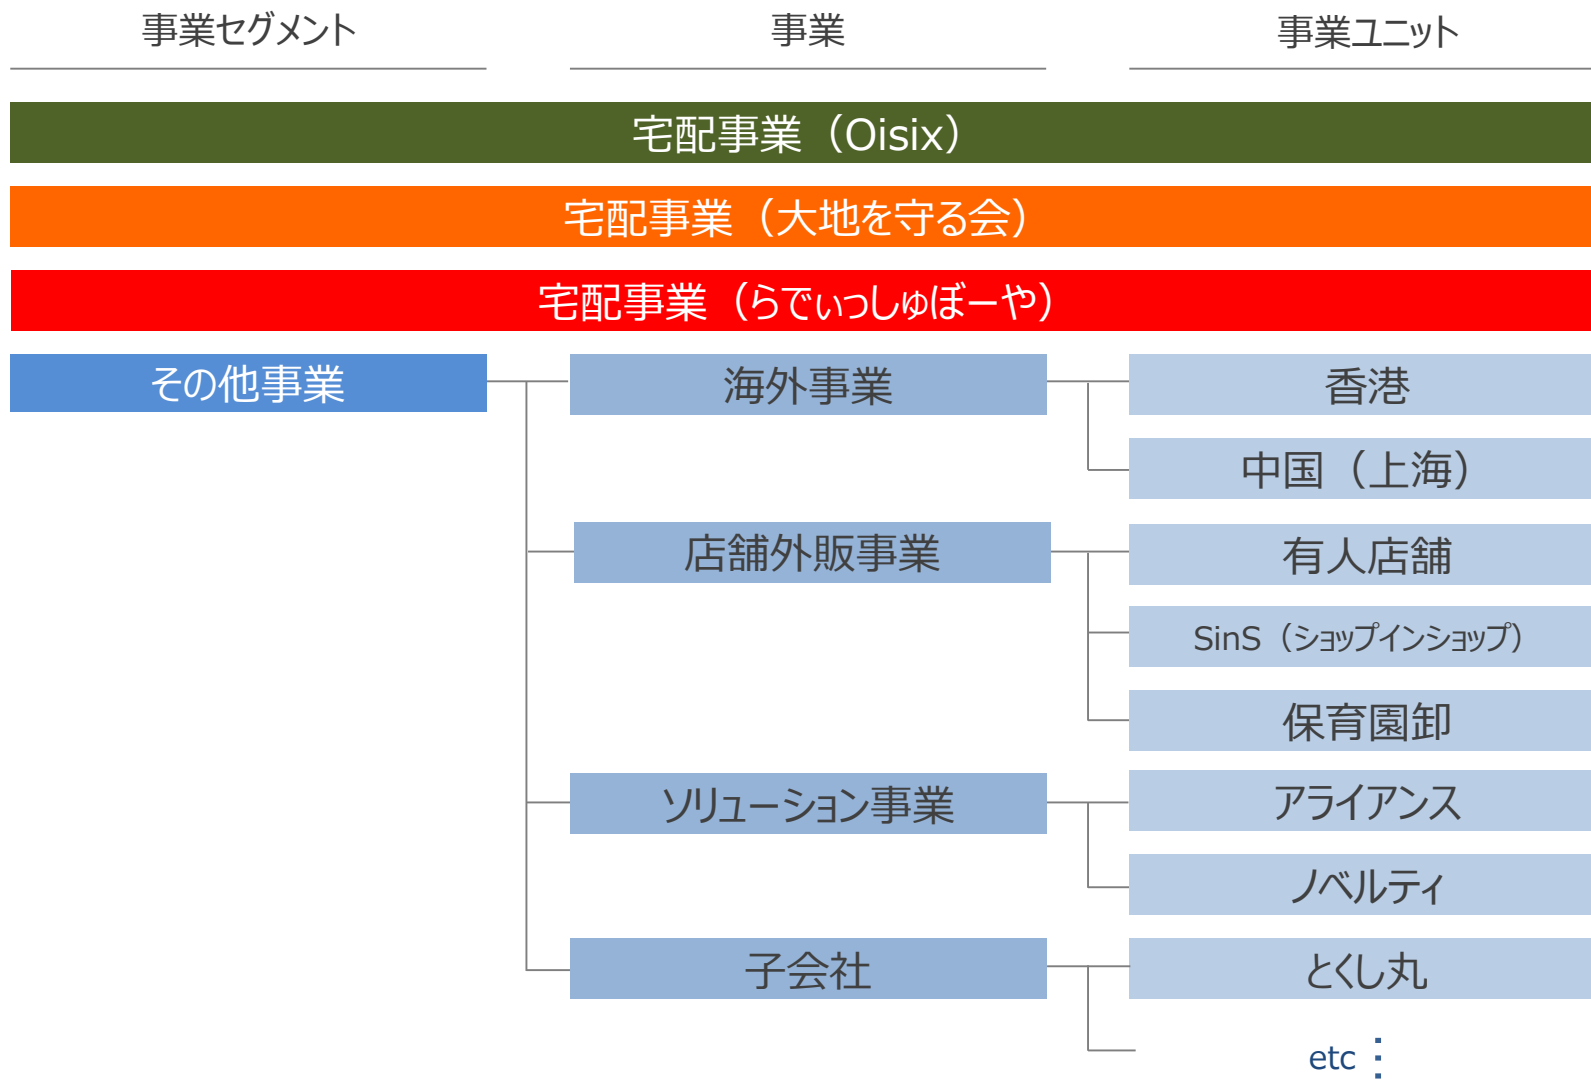 事業セグメント
事業
事業ユニット
宅配事業（Oisix）
宅配事業（大地を守る会）
宅配事業（らでぃっしゅぼーや）
その他事業
海外事業
香港
中国（上海）
店舗外販事業
有人店舗
SinS（ショップインショップ）
保育園卸
ソリューション事業
アライアンス
ノベルティ
子会社
とくし丸
etc